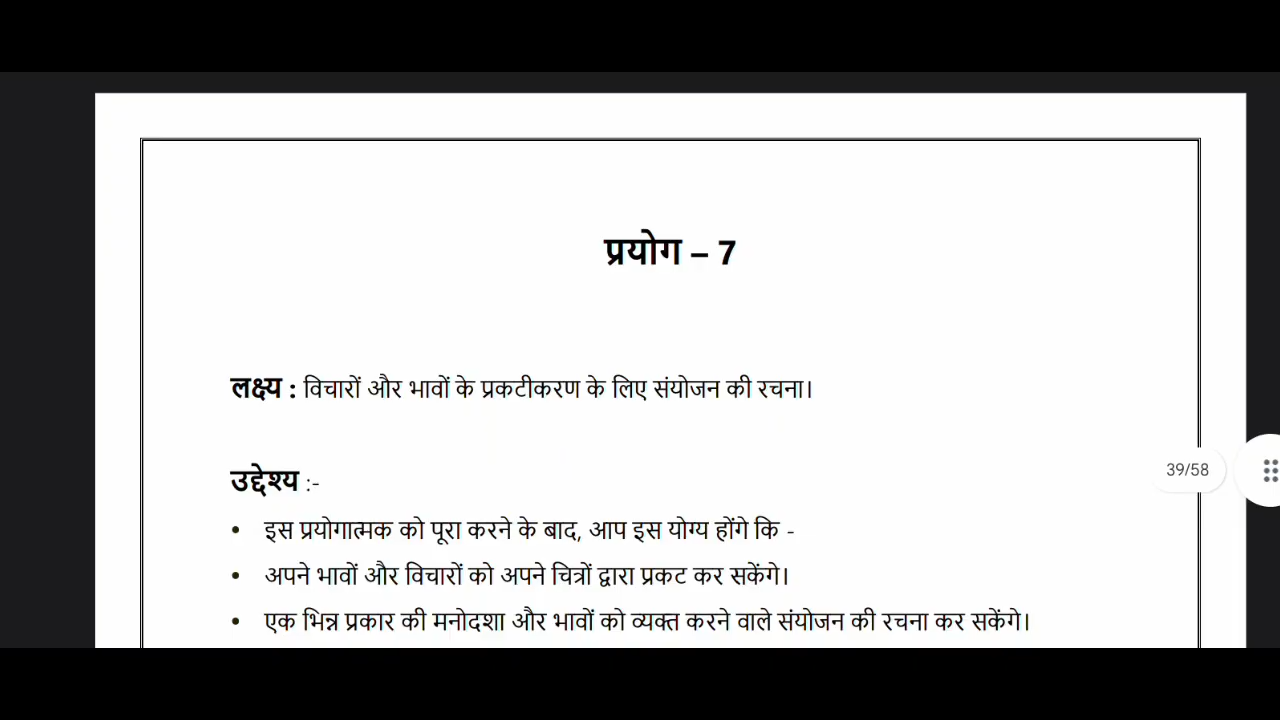 प्रयोग – 7
लक्ष्य : विचारों और भावों के प्रकटीकरण के लिए संयोजन की रचना।
उद्देश्य :-
39/58
• इस प्रयोगात्मक को पूरा करने के बाद, आप इस योग्य होंगे कि -
• अपने भावों और विचारों को अपने चित्रों द्वारा प्रकट कर सकेंगे।
• एक भिन्न प्रकार की मनोदशा और भावों को व्यक्त करने वाले संयोजन की रचना कर सकेंगे।